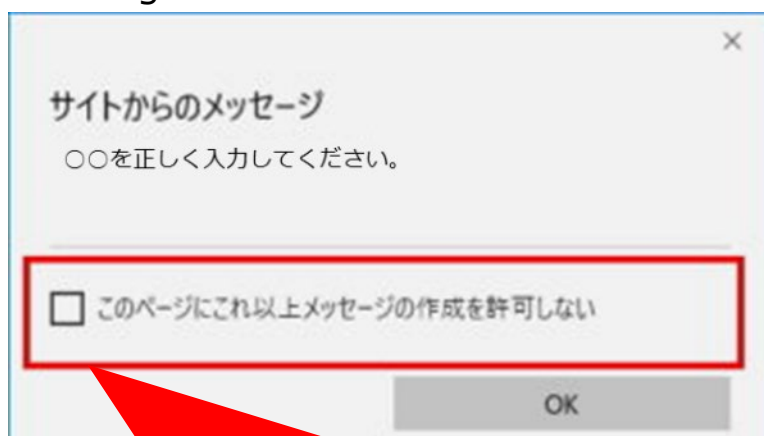 サイトからのメッセージ
○○を正しく入力してください。
このページにこれ以上メッセージの作成を許可しない
OK